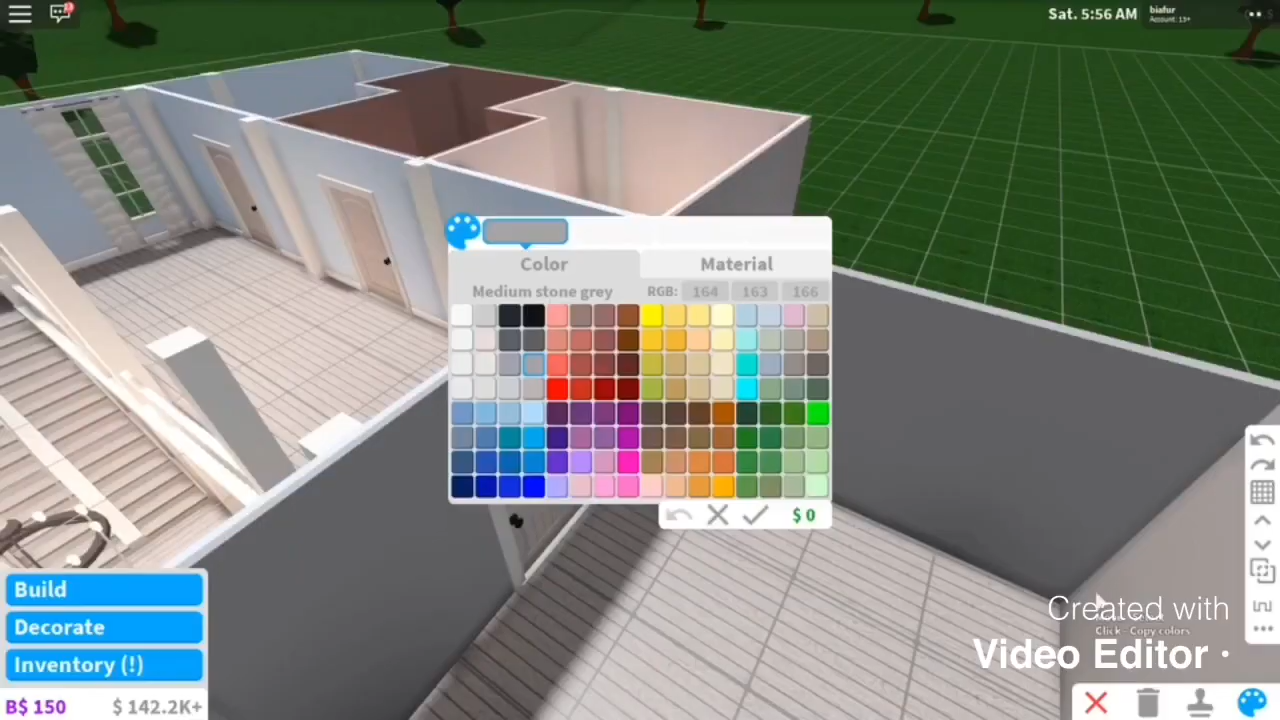 Sat. 5:56 AM
biafur
Account: 13+
Color
Material
Medium stone grey
RGB:
164
163
166
$ 0
Build
Decorate
Inventory (!)
B$ 150
$ 142.2K+
Click - Copy colors
Created with
Video Editor